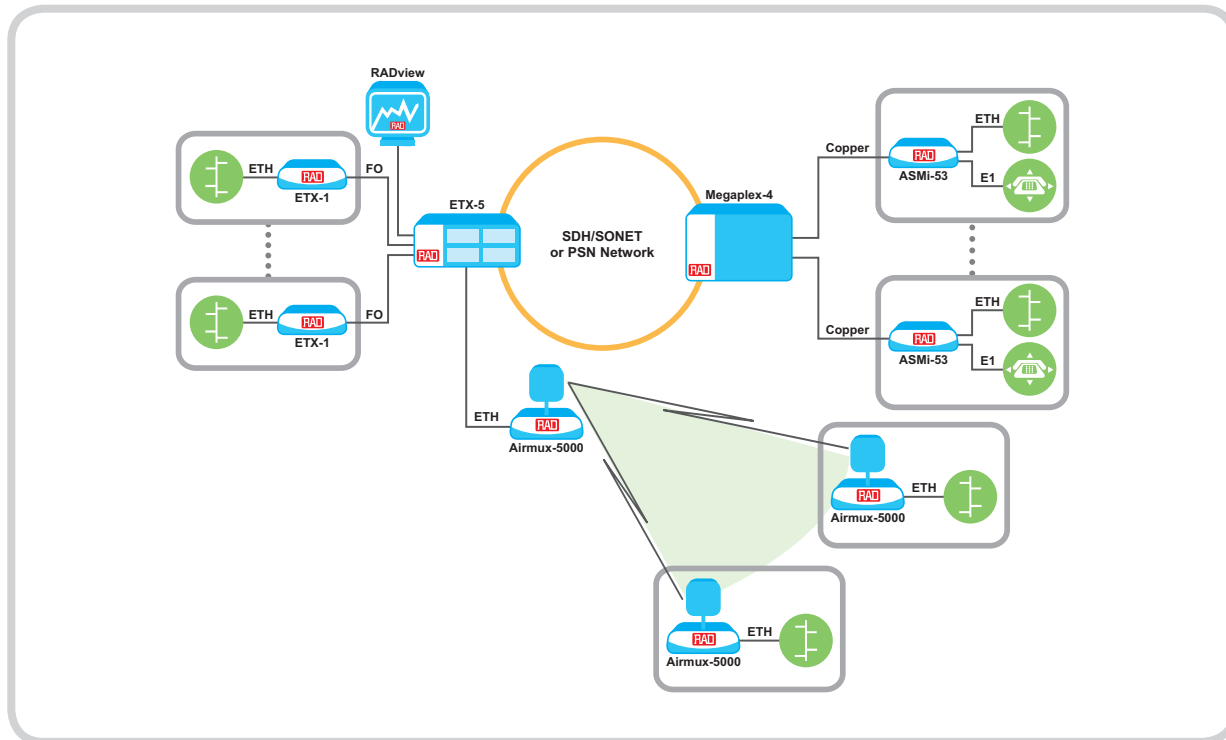 RADview
RAD
ETH
RAD
FO
ETX-1
ETH
RAD
FO
ETX-1
ETX-5
RAD
SDH/SONET
or PSN Network
Megaplex-4
RAD
Copper
RAD
ASMi-53
ETH
E1
Copper
RAD
ASMi-53
ETH
E1
ETH
RAD
Airmux-5000
RAD
ETH
Airmux-5000
RAD
ETH
Airmux-5000